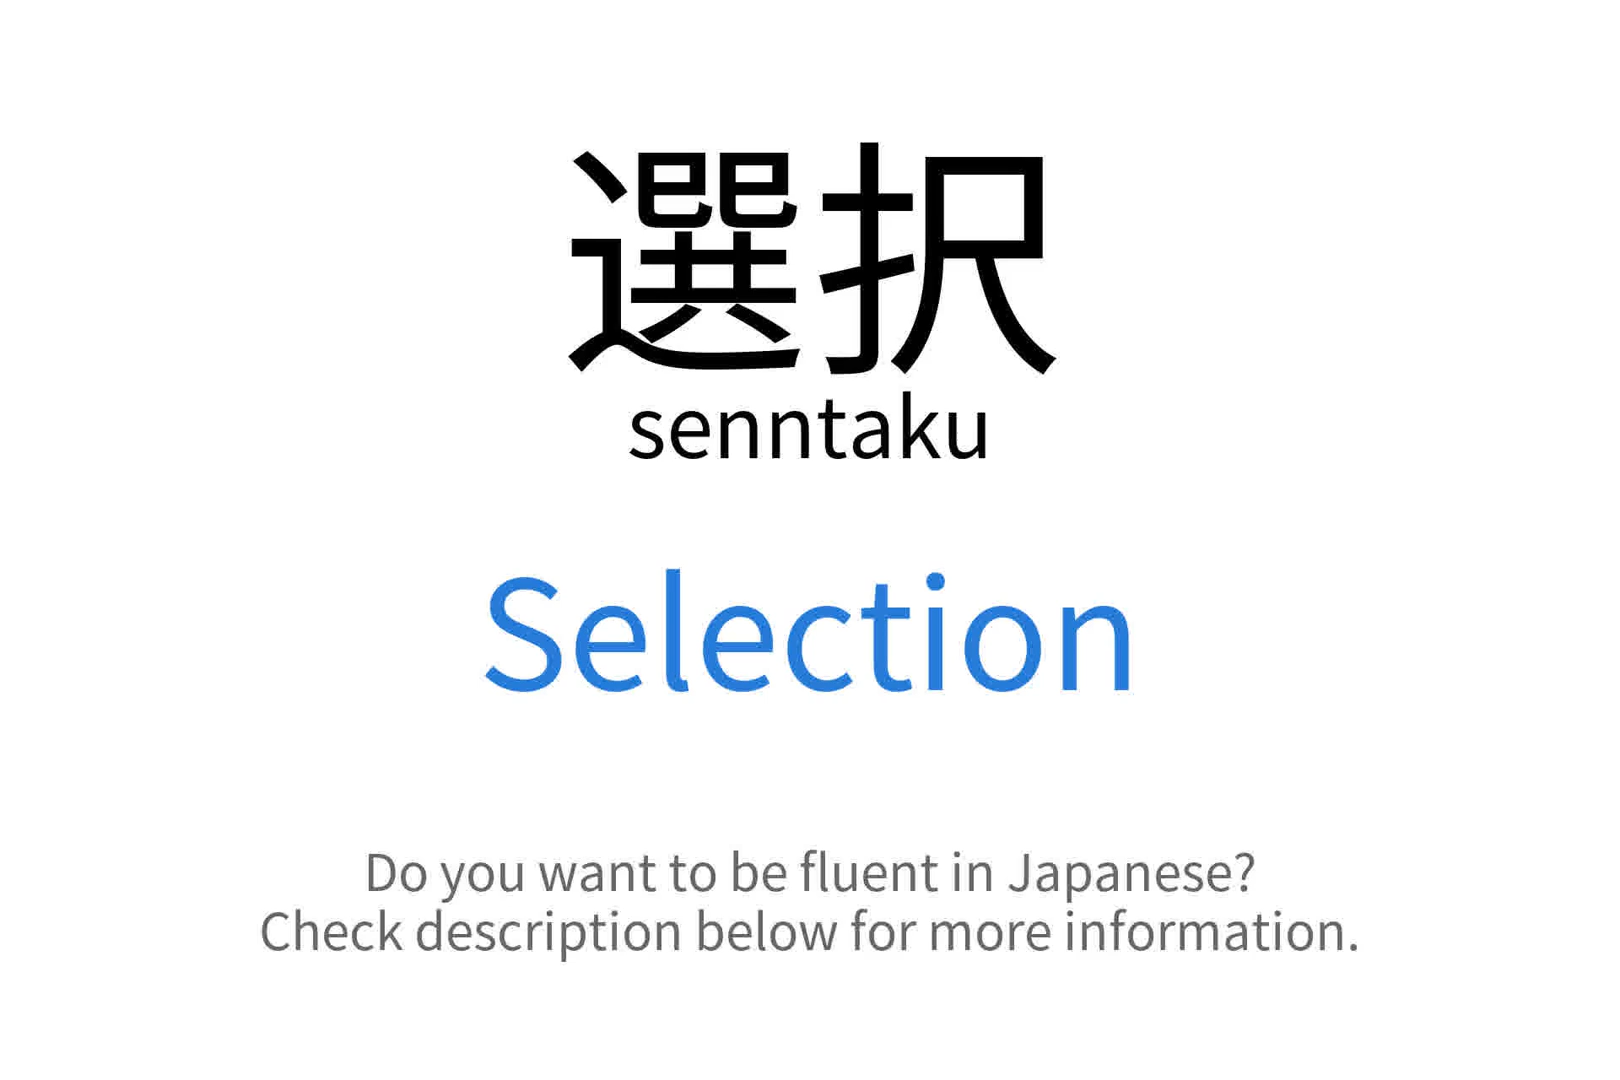 選択
senntaku
Selection
Do you want to be fluent in Japanese?
Check description below for more information.